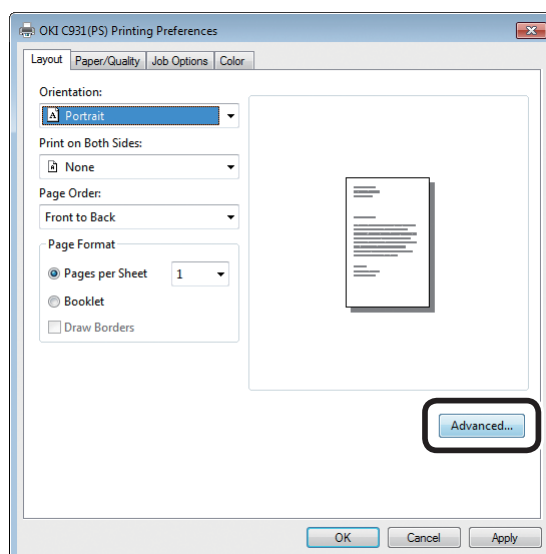 OKI C931(PS) Printing Preferences
Layout Paper/Quality Job Options Color
Orientation:
A Portrait
Print on Both Sides:
None
Page Order:
Front to Back
Page Format
Pages per Sheet 1
Booklet
Draw Borders
Advanced...
OK Cancel Apply